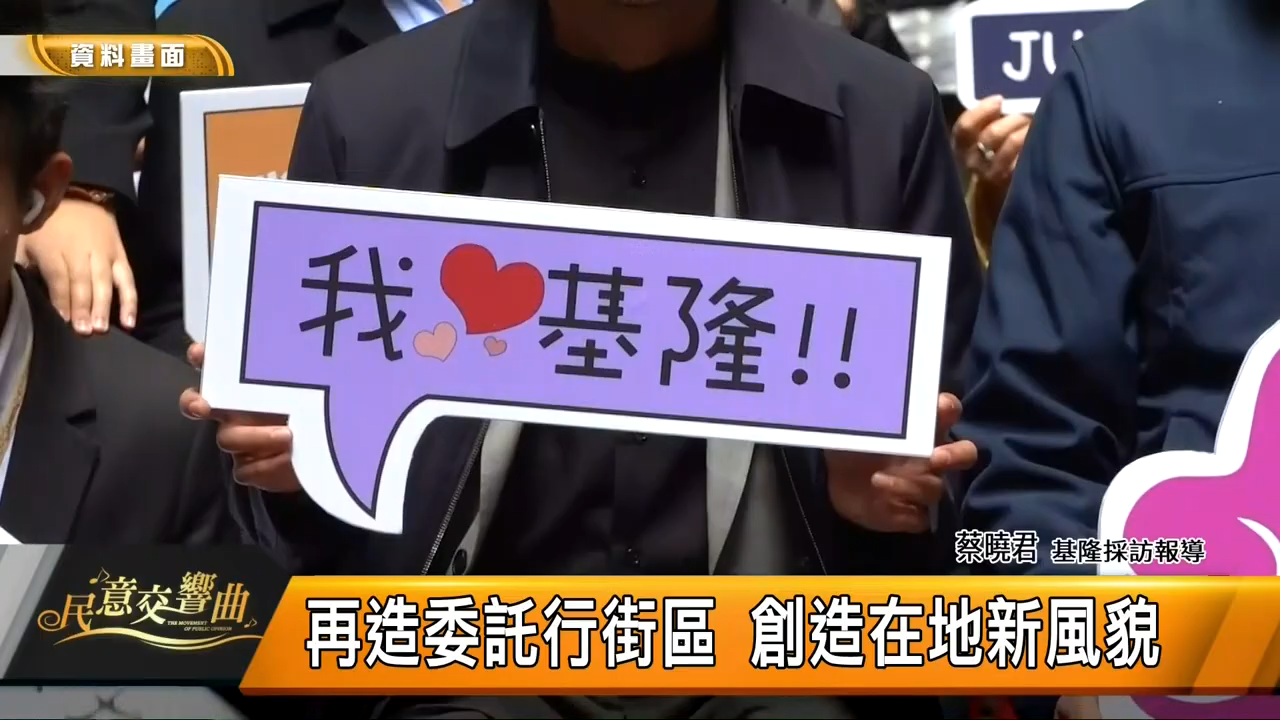 資料畫面
JU
我 基隆!!
蔡曉君 基隆採訪報導
民意交響曲
THE MOVEMENT
OF PUBLIC OPINION
再造委託行街區 創造在地新風貌